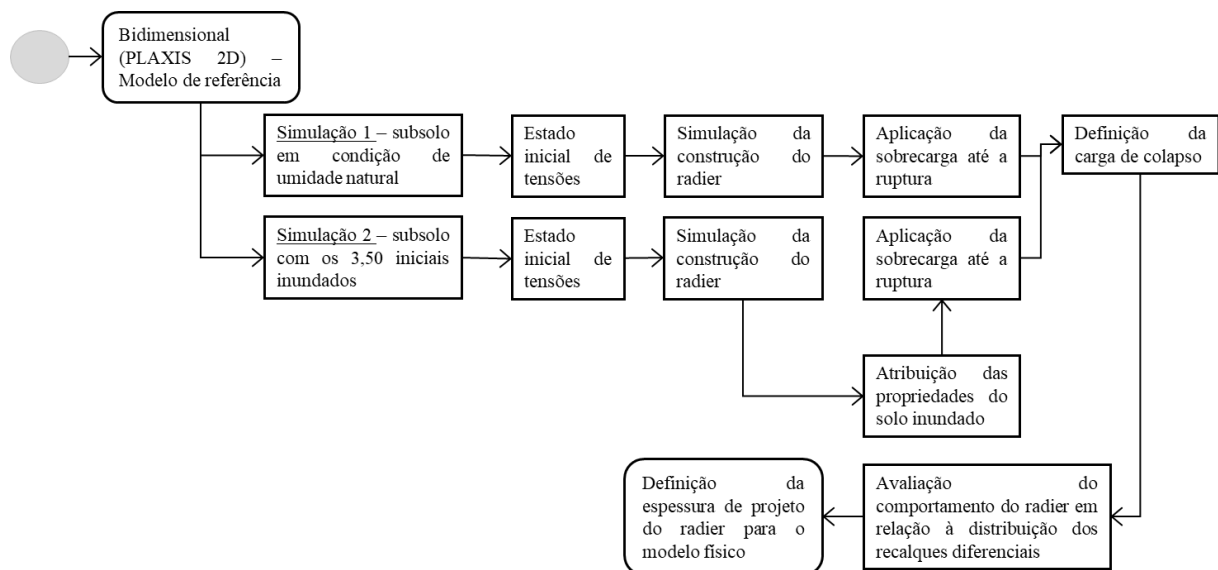 Bidimensional
(PLAXIS 2D) –
Modelo de referência
Simulação 1 – subsolo
em condição de
umidade natural
Estado
inicial de
tensões
Simulação da
construção do
radier
Aplicação da
sobrecarga até a
ruptura
Definição da
carga de colapso
Simulação 2 – subsolo
com os 3,50 iniciais
inundados
Estado
inicial de
tensões
Simulação da
construção do
radier
Aplicação da
sobrecarga até a
ruptura
Atribuição das
propriedades do
solo inundado
Avaliação do
comportamento do radier em
relação à distribuição dos
recalques diferenciais
Definição da
espessura de projeto
do radier para o
modelo físico